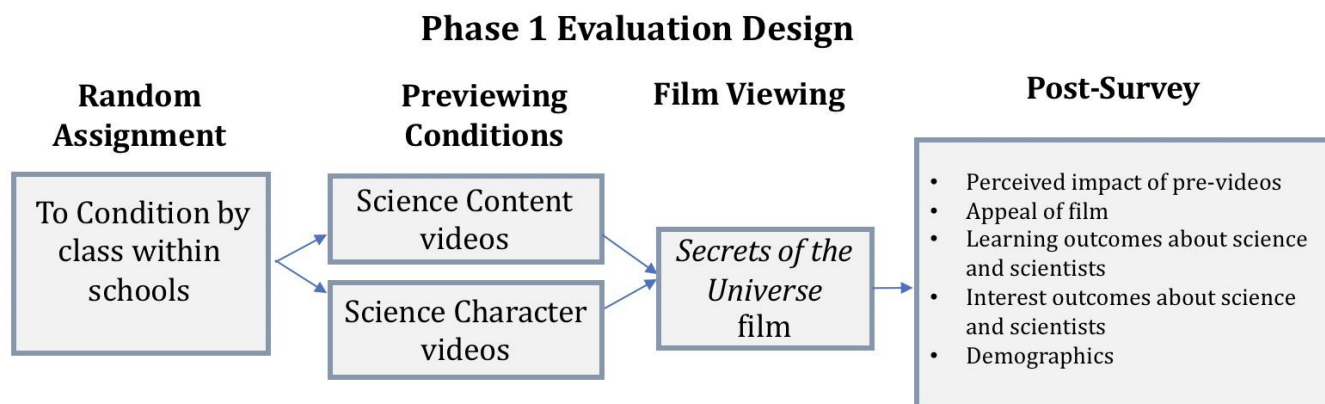 Phase 1 Evaluation Design
Random
Assignment
To Condition by
class within
schools
Previewing
Conditions
Science Content
videos
Science Character
videos
Film Viewing
Secrets of the
Universe
film
Post-Survey
• Perceived impact of pre-videos
• Appeal of film
• Learning outcomes about science
and scientists
• Interest outcomes about science
and scientists
• Demographics